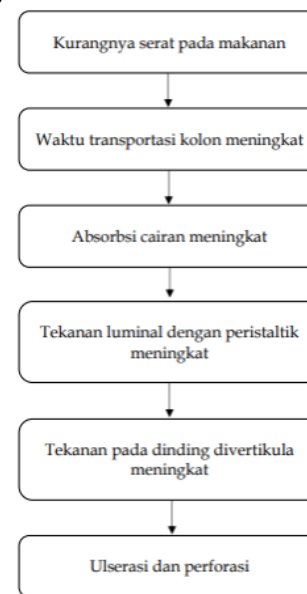 Kurangnya serat pada makanan
Waktu transportasi kolon meningkat
Absorbsi cairan meningkat
Tekanan luminal dengan peristaltik
meningkat
Tekanan pada dinding divertikula
meningkat
Ulserasi dan perforasi